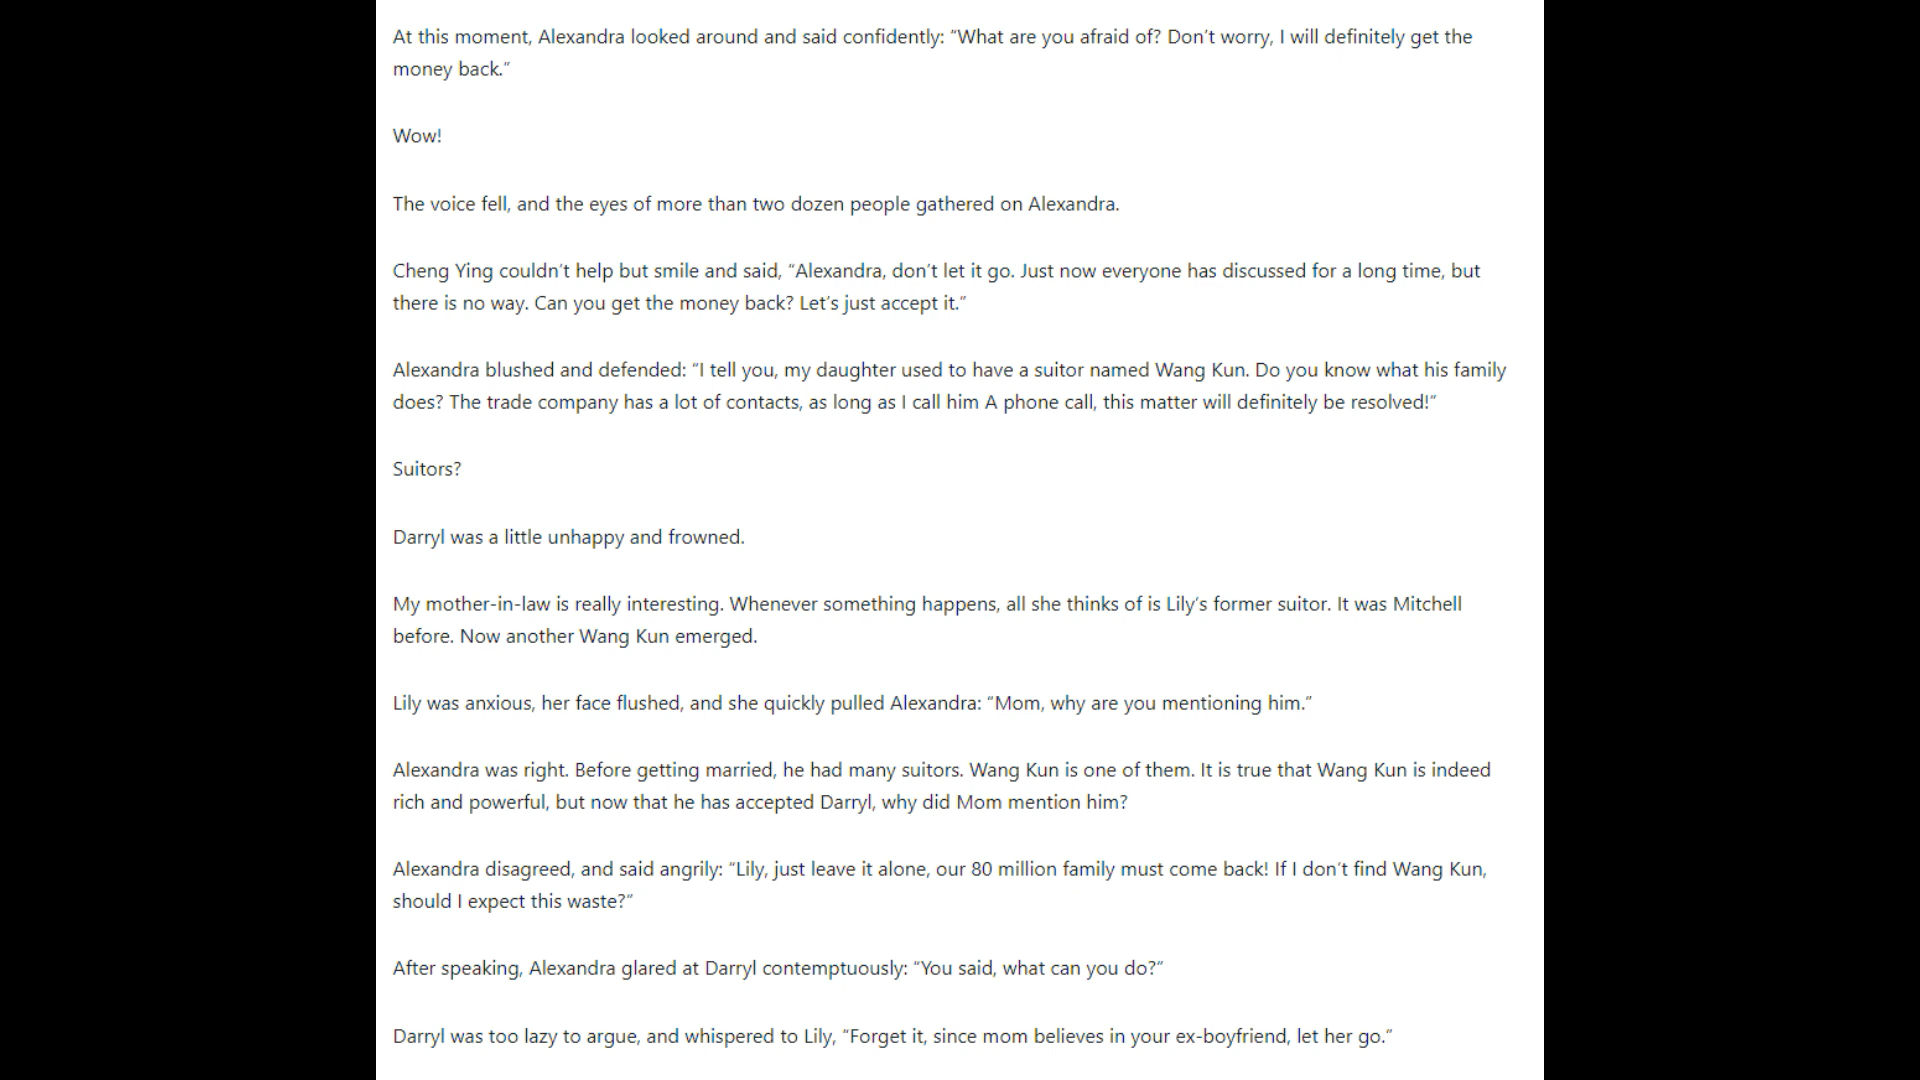 At this moment, Alexandra looked around and said confidently: “What are you afraid of? Don’t worry, I will definitely get the
money back.”
Wow!
The voice fell, and the eyes of more than two dozen people gathered on Alexandra.
Cheng Ying couldn’t help but smile and said, “Alexandra, don’t let it go. Just now everyone has discussed for a long time, but
there is no way. Can you get the money back? Let’s just accept it.”
Alexandra blushed and defended: “I tell you, my daughter used to have a suitor named Wang Kun. Do you know what his family
does? The trade company has a lot of contacts, as long as I call him A phone call, this matter will definitely be resolved!”
Suitors?
Darryl was a little unhappy and frowned.
My mother-in-law is really interesting. Whenever something happens, all she thinks of is Lily’s former suitor. It was Mitchell
before. Now another Wang Kun emerged.
Lily was anxious, her face flushed, and she quickly pulled Alexandra: “Mom, why are you mentioning him.”
Alexandra was right. Before getting married, he had many suitors. Wang Kun is one of them. It is true that Wang Kun is indeed
rich and powerful, but now that he has accepted Darryl, why did Mom mention him?
Alexandra disagreed, and said angrily: “Lily, just leave it alone, our 80 million family must come back! If I don’t find Wang Kun,
should I expect this waste?”
After speaking, Alexandra glared at Darryl contemptuously: “You said, what can you do?”
Darryl was too lazy to argue, and whispered to Lily, “Forget it, since mom believes in your ex-boyfriend, let her go.”